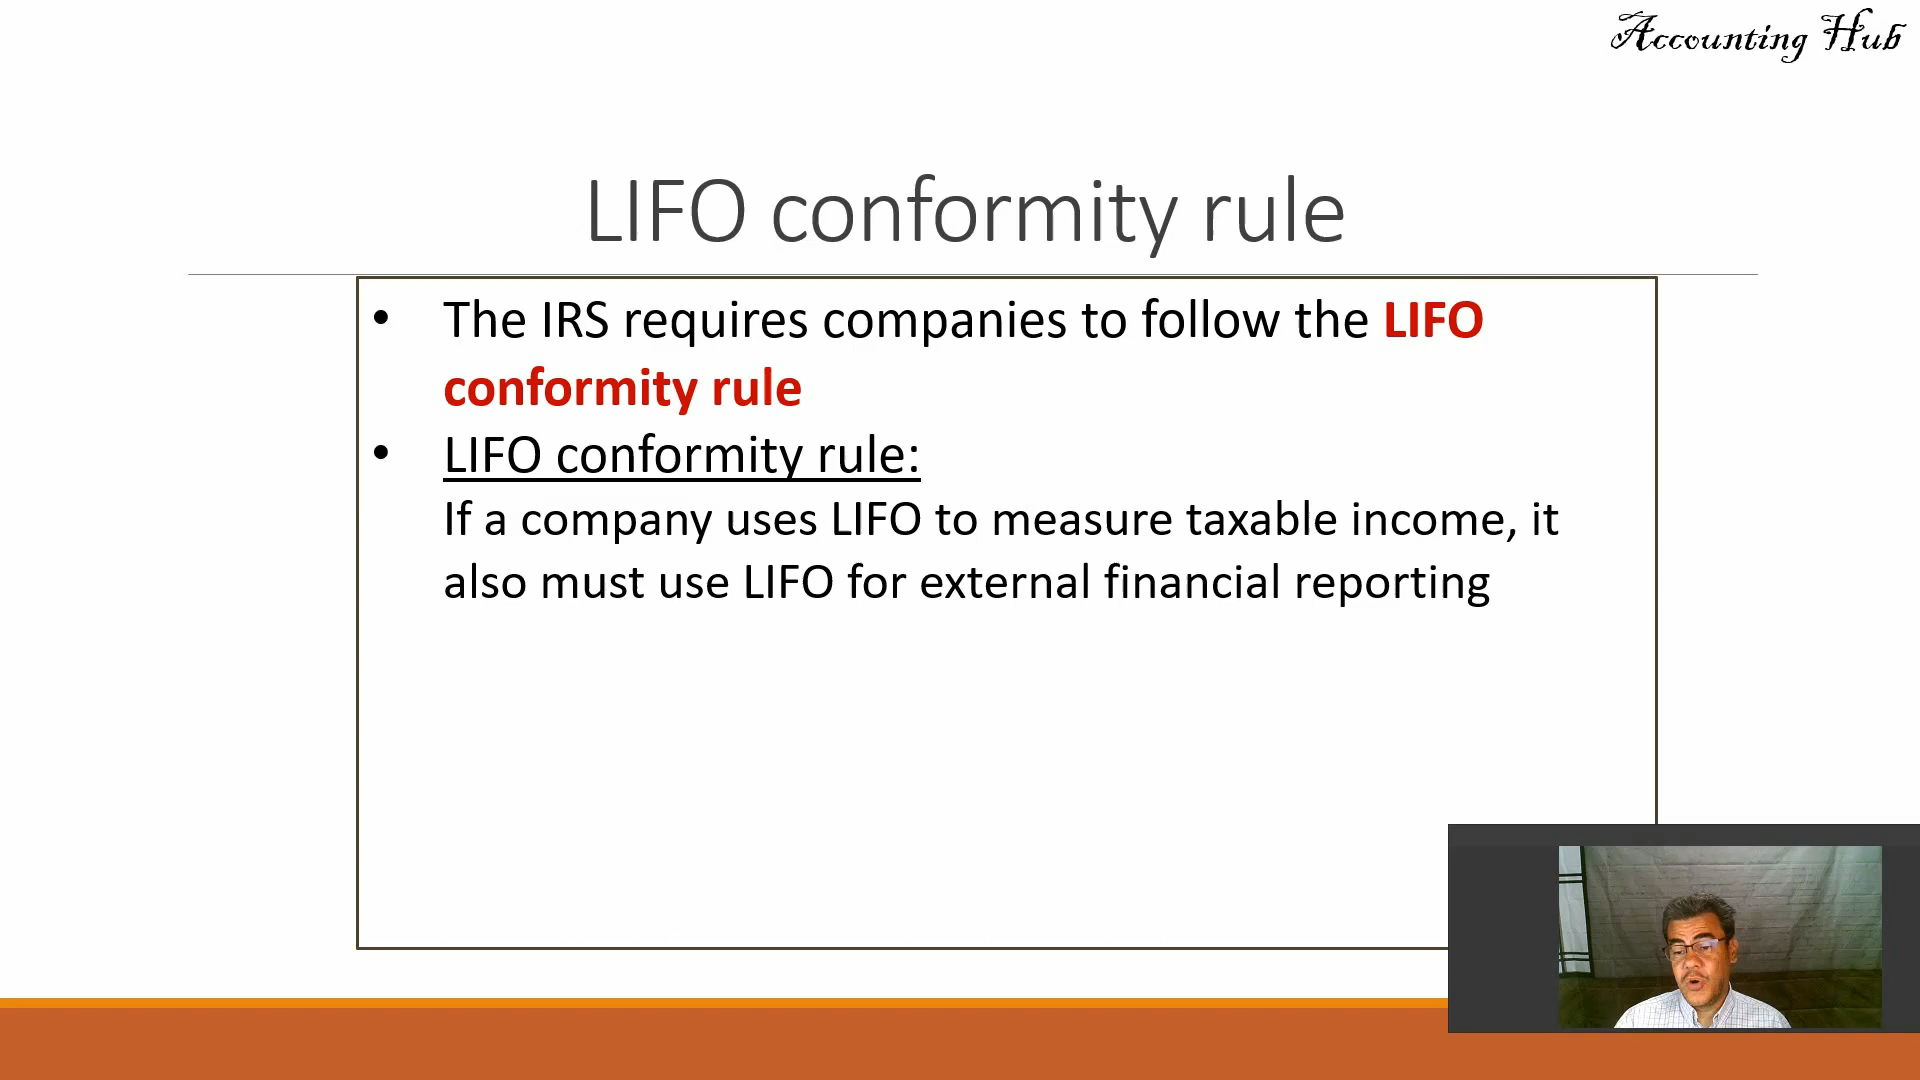 Accounting Hub
LIFO conformity rule
• The IRS requires companies to follow the LIFO
conformity rule
• LIFO conformity rule:
If a company uses LIFO to measure taxable income, it
also must use LIFO for external financial reporting